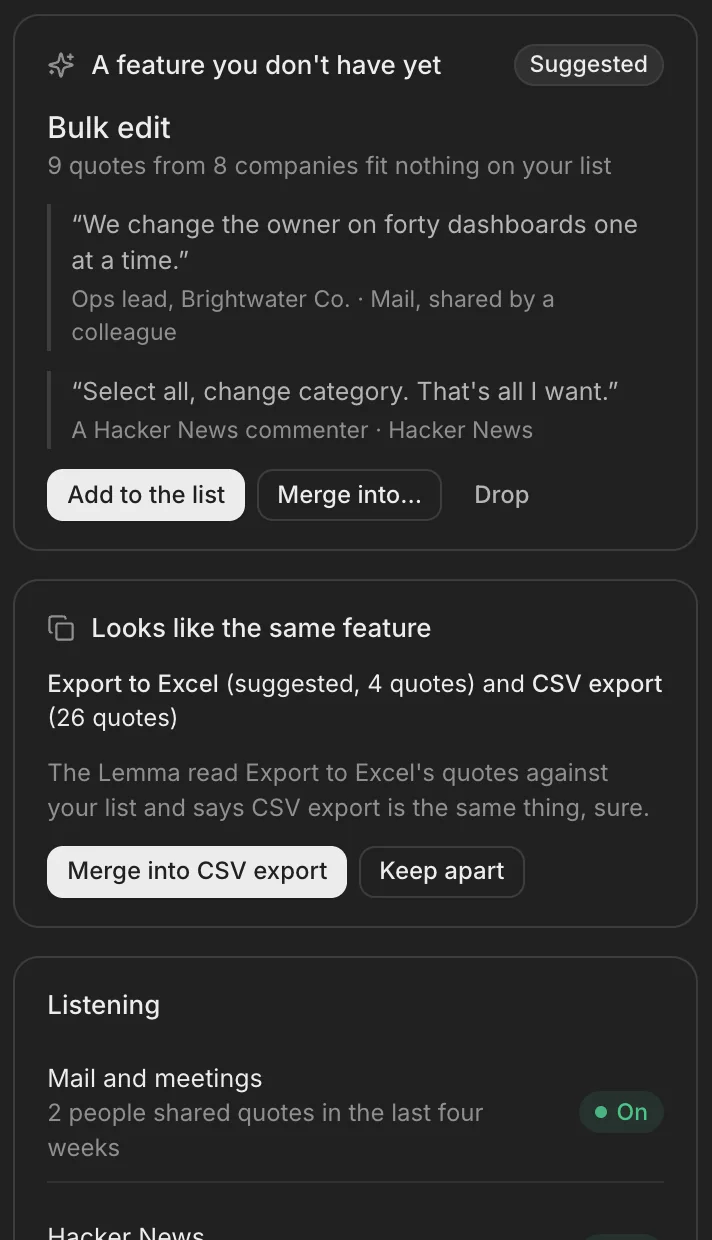 A feature you don't have yet
Suggested
Bulk edit
9 quotes from 8 companies fit nothing on your list
“We change the owner on forty dashboards one
at a time.”
Ops lead, Brightwater Co. · Mail, shared by a
colleague
“Select all, change category. That's all I want.”
A Hacker News commenter · Hacker News
Add to the list
Merge into...
Drop
Looks like the same feature
Export to Excel (suggested, 4 quotes) and CSV export
(26 quotes)
The Lemma read Export to Excel's quotes against
your list and says CSV export is the same thing, sure.
Merge into CSV export
Keep apart
Listening
Mail and meetings
2 people shared quotes in the last four
weeks
On
Hacker News